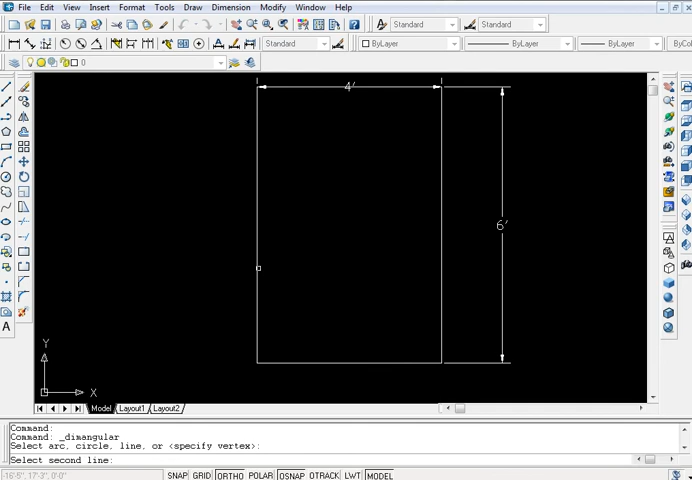 File Edit View Insert Format Tools Draw Dimension Modify Window Help
Standard Standard
Standard ByLayer ByLayer ByLayer ByCol
0
4'
6'
Y
X
A
Model Layout1 Layout2
Command:
Command: _dimangular
Select arc, circle, line, or <specify vertex>:
Select second line:
-16'-5", 17'-3", 0'-0" SNAP GRID ORTHO POLAR OSNAP OTRACK LWT MODEL